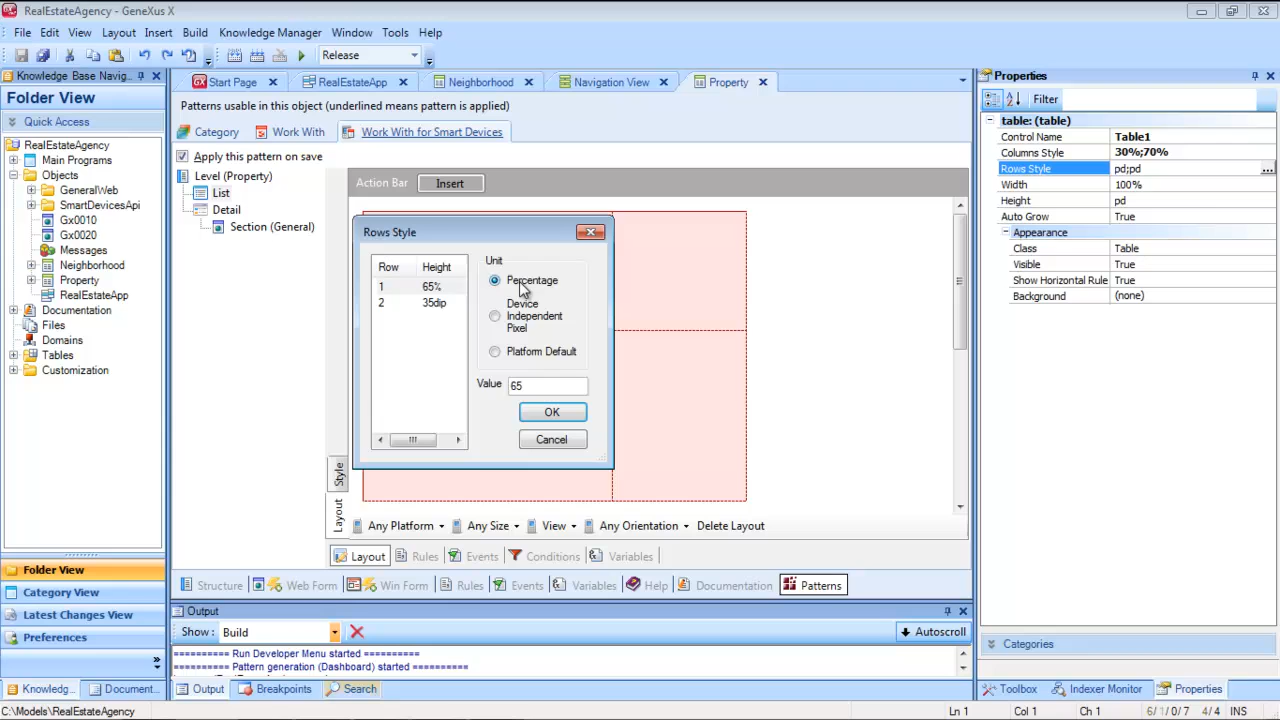 RealEstateAgency - GeneXus X
File Edit View Layout Insert Build Knowledge Manager Window Tools Help
Release
Knowledge Base Navig...
Folder View
Quick Access
RealEstateAgency
Main Programs
Objects
GeneralWeb
SmartDevicesApi
Gx0010
Gx0020
Messages
Neighborhood
Property
RealEstateApp
Documentation
Files
Domains
Tables
Customization
Folder View
Category View
Latest Changes View
Preferences
Knowledg... Document...
Start Page RealEstateApp Neighborhood Navigation View Property
Patterns usable in this object (underlined means pattern is applied)
Category Work With Work With for Smart Devices
Apply this pattern on save
Level (Property)
List
Detail
Section (General)
Action Bar Insert
Rows Style
Row Height
1 65%
2 35dip
Unit
Percentage
Device
Independent
Pixel
Platform Default
Value 65
OK
Cancel
Style
Layout
Any Platform Any Size View Any Orientation Delete Layout
Layout Rules Events Conditions Variables
Structure Web Form Win Form Rules Events Variables Help Documentation Patterns
Output
Show: Build Autoscroll
========== Run Developer Menu started ==========
========== Pattern generation (Dashboard) started ==========
Output Breakpoints Search
Properties
Filter
table: (table)
Control Name Table1
Columns Style 30%;70%
Rows Style pd;pd ...
Width 100%
Height pd
Auto Grow True
Appearance
Class Table
Visible True
Show Horizontal Rule True
Background (none)
Categories
Toolbox Indexer Monitor Properties
C:\Models\RealEstateAgency Ln 1 Col 1 Ch 1 6/ 1/ 0/ 7 4/ 4 INS